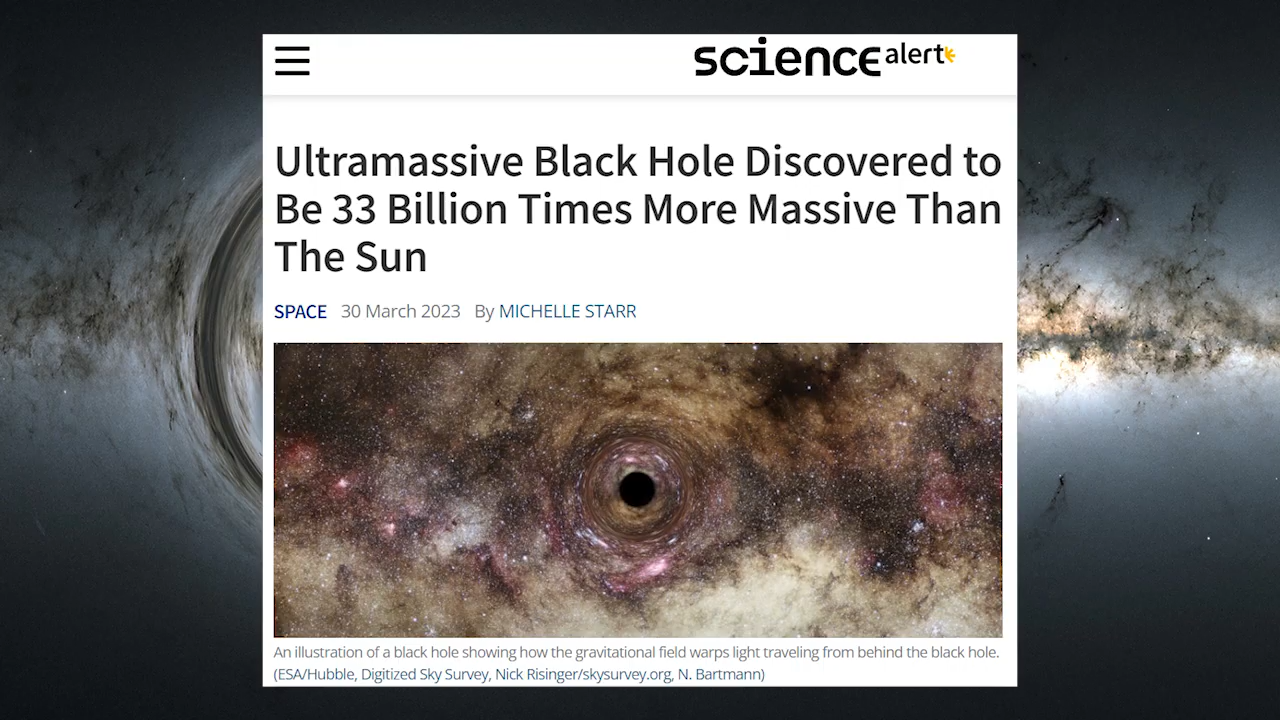 science alert
Ultramassive Black Hole Discovered to
Be 33 Billion Times More Massive Than
The Sun
SPACE 30 March 2023 By MICHELLE STARR
An illustration of a black hole showing how the gravitational field warps light traveling from behind the black hole.
(ESA/Hubble, Digitized Sky Survey, Nick Risinger/skysurvey.org, N. Bartmann)